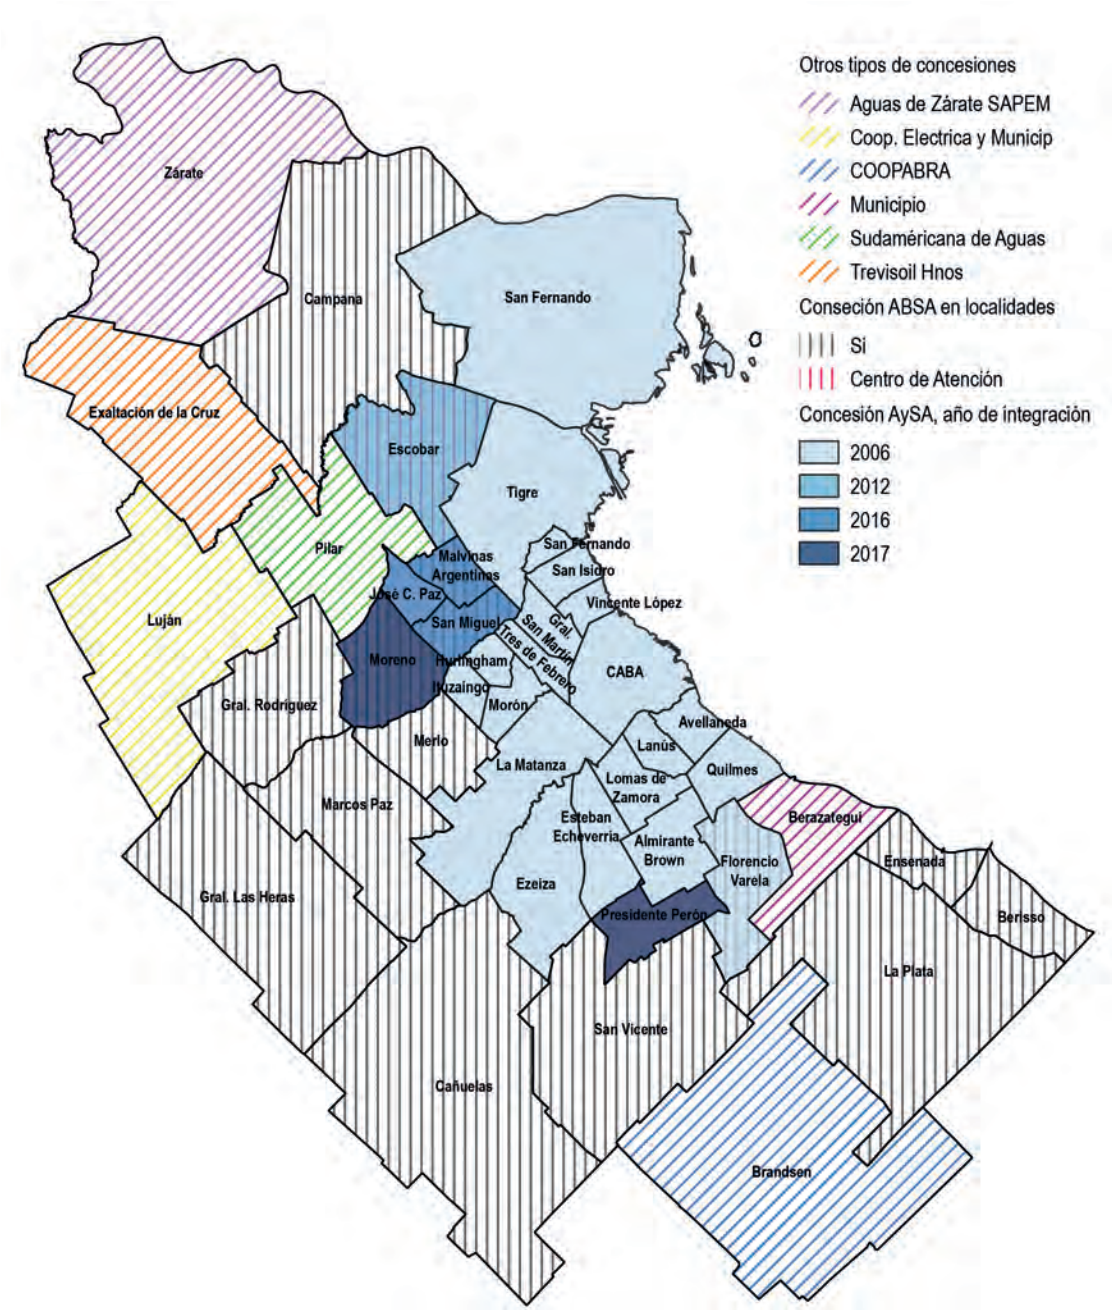 Otros tipos de concesiones
Aguas de Zárate SAPEM
Coop. Electrica y Municip
COOPABRA
Municipio
Sudaméricana de Aguas
Trevisoil Hnos
Conseción ABSA en localidades
Si
Centro de Atención
Concesión AySA, año de integración
2006
2012
2016
2017
Zárate
Campana
San Fernando
Exaltación de la Cruz
Escobar
Tigre
Pilar
San Fernando
Malvinas
Argentinas
San Isidro
José C. Paz
Vincente López
Luján
San Miguel
Gral.
San Martín
Tres de Febrero
Moreno
Hurlingham
CABA
Ituzaingo
Gral. Rodríguez
Morón
Avellaneda
Merlo
Lanús
La Matanza
Quilmes
Lomas de
Zamora
Marcos Paz
Esteban
Echeverria
Berazategui
Almirante
Brown
Florencio
Varela
Ensenada
Ezeiza
Gral. Las Heras
Presidente Perón
Berisso
La Plata
San Vicente
Cañuelas
Brandsen